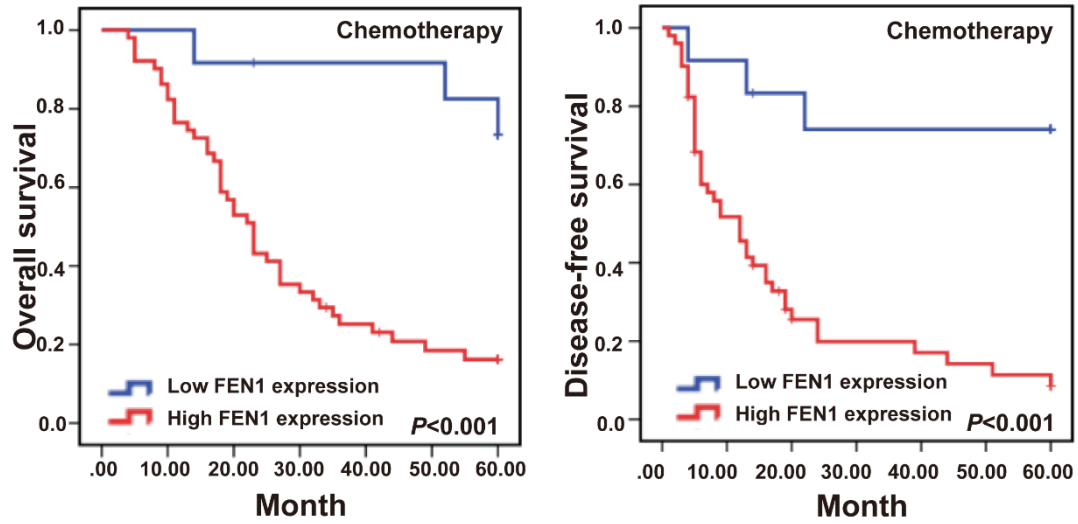 Chemotherapy
Overall survival
1.0
0.8
0.6
0.4
0.2
0.0
Low FEN1 expression
High FEN1 expression
P<0.001
.00 10.00 20.00 30.00 40.00 50.00 60.00
Month
Chemotherapy
Disease-free survival
1.0
0.8
0.6
0.4
0.2
0.0
Low FEN1 expression
High FEN1 expression
P<0.001
.00 10.00 20.00 30.00 40.00 50.00 60.00
Month